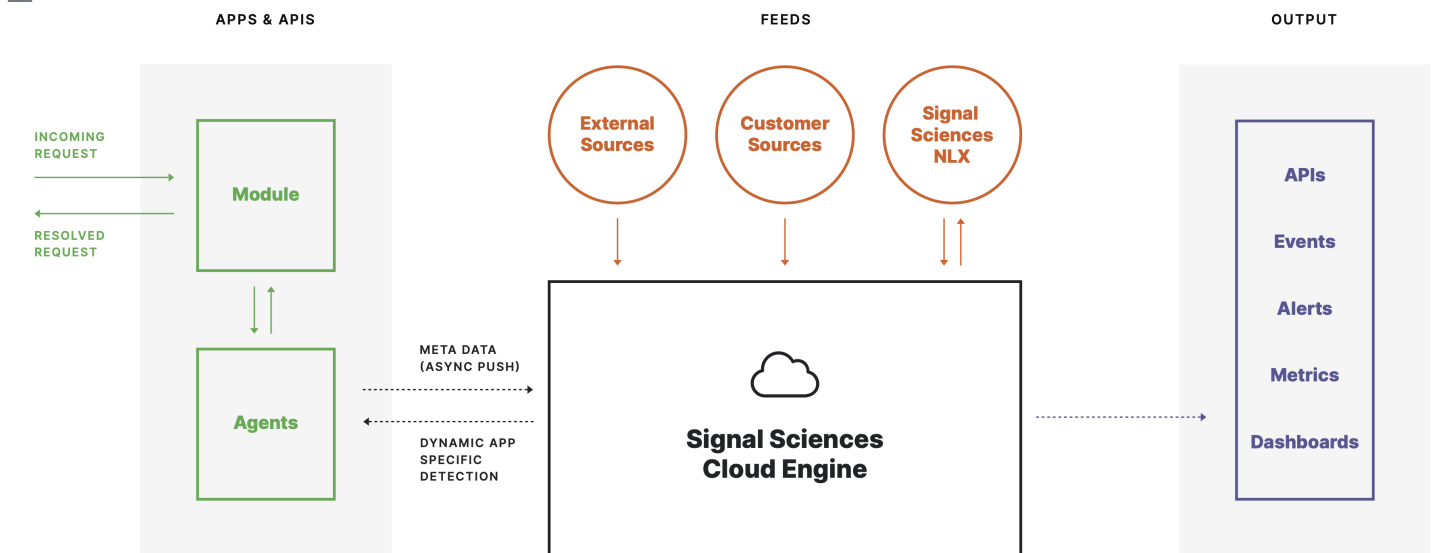 APPS & APIS
FEEDS
OUTPUT
INCOMING
REQUEST
RESOLVED
REQUEST
Module
Agents
META DATA
(ASYNC PUSH)
DYNAMIC APP
SPECIFIC
DETECTION
External
Sources
Customer
Sources
Signal
Sciences
NLX
Signal Sciences
Cloud Engine
APIs
Events
Alerts
Metrics
Dashboards